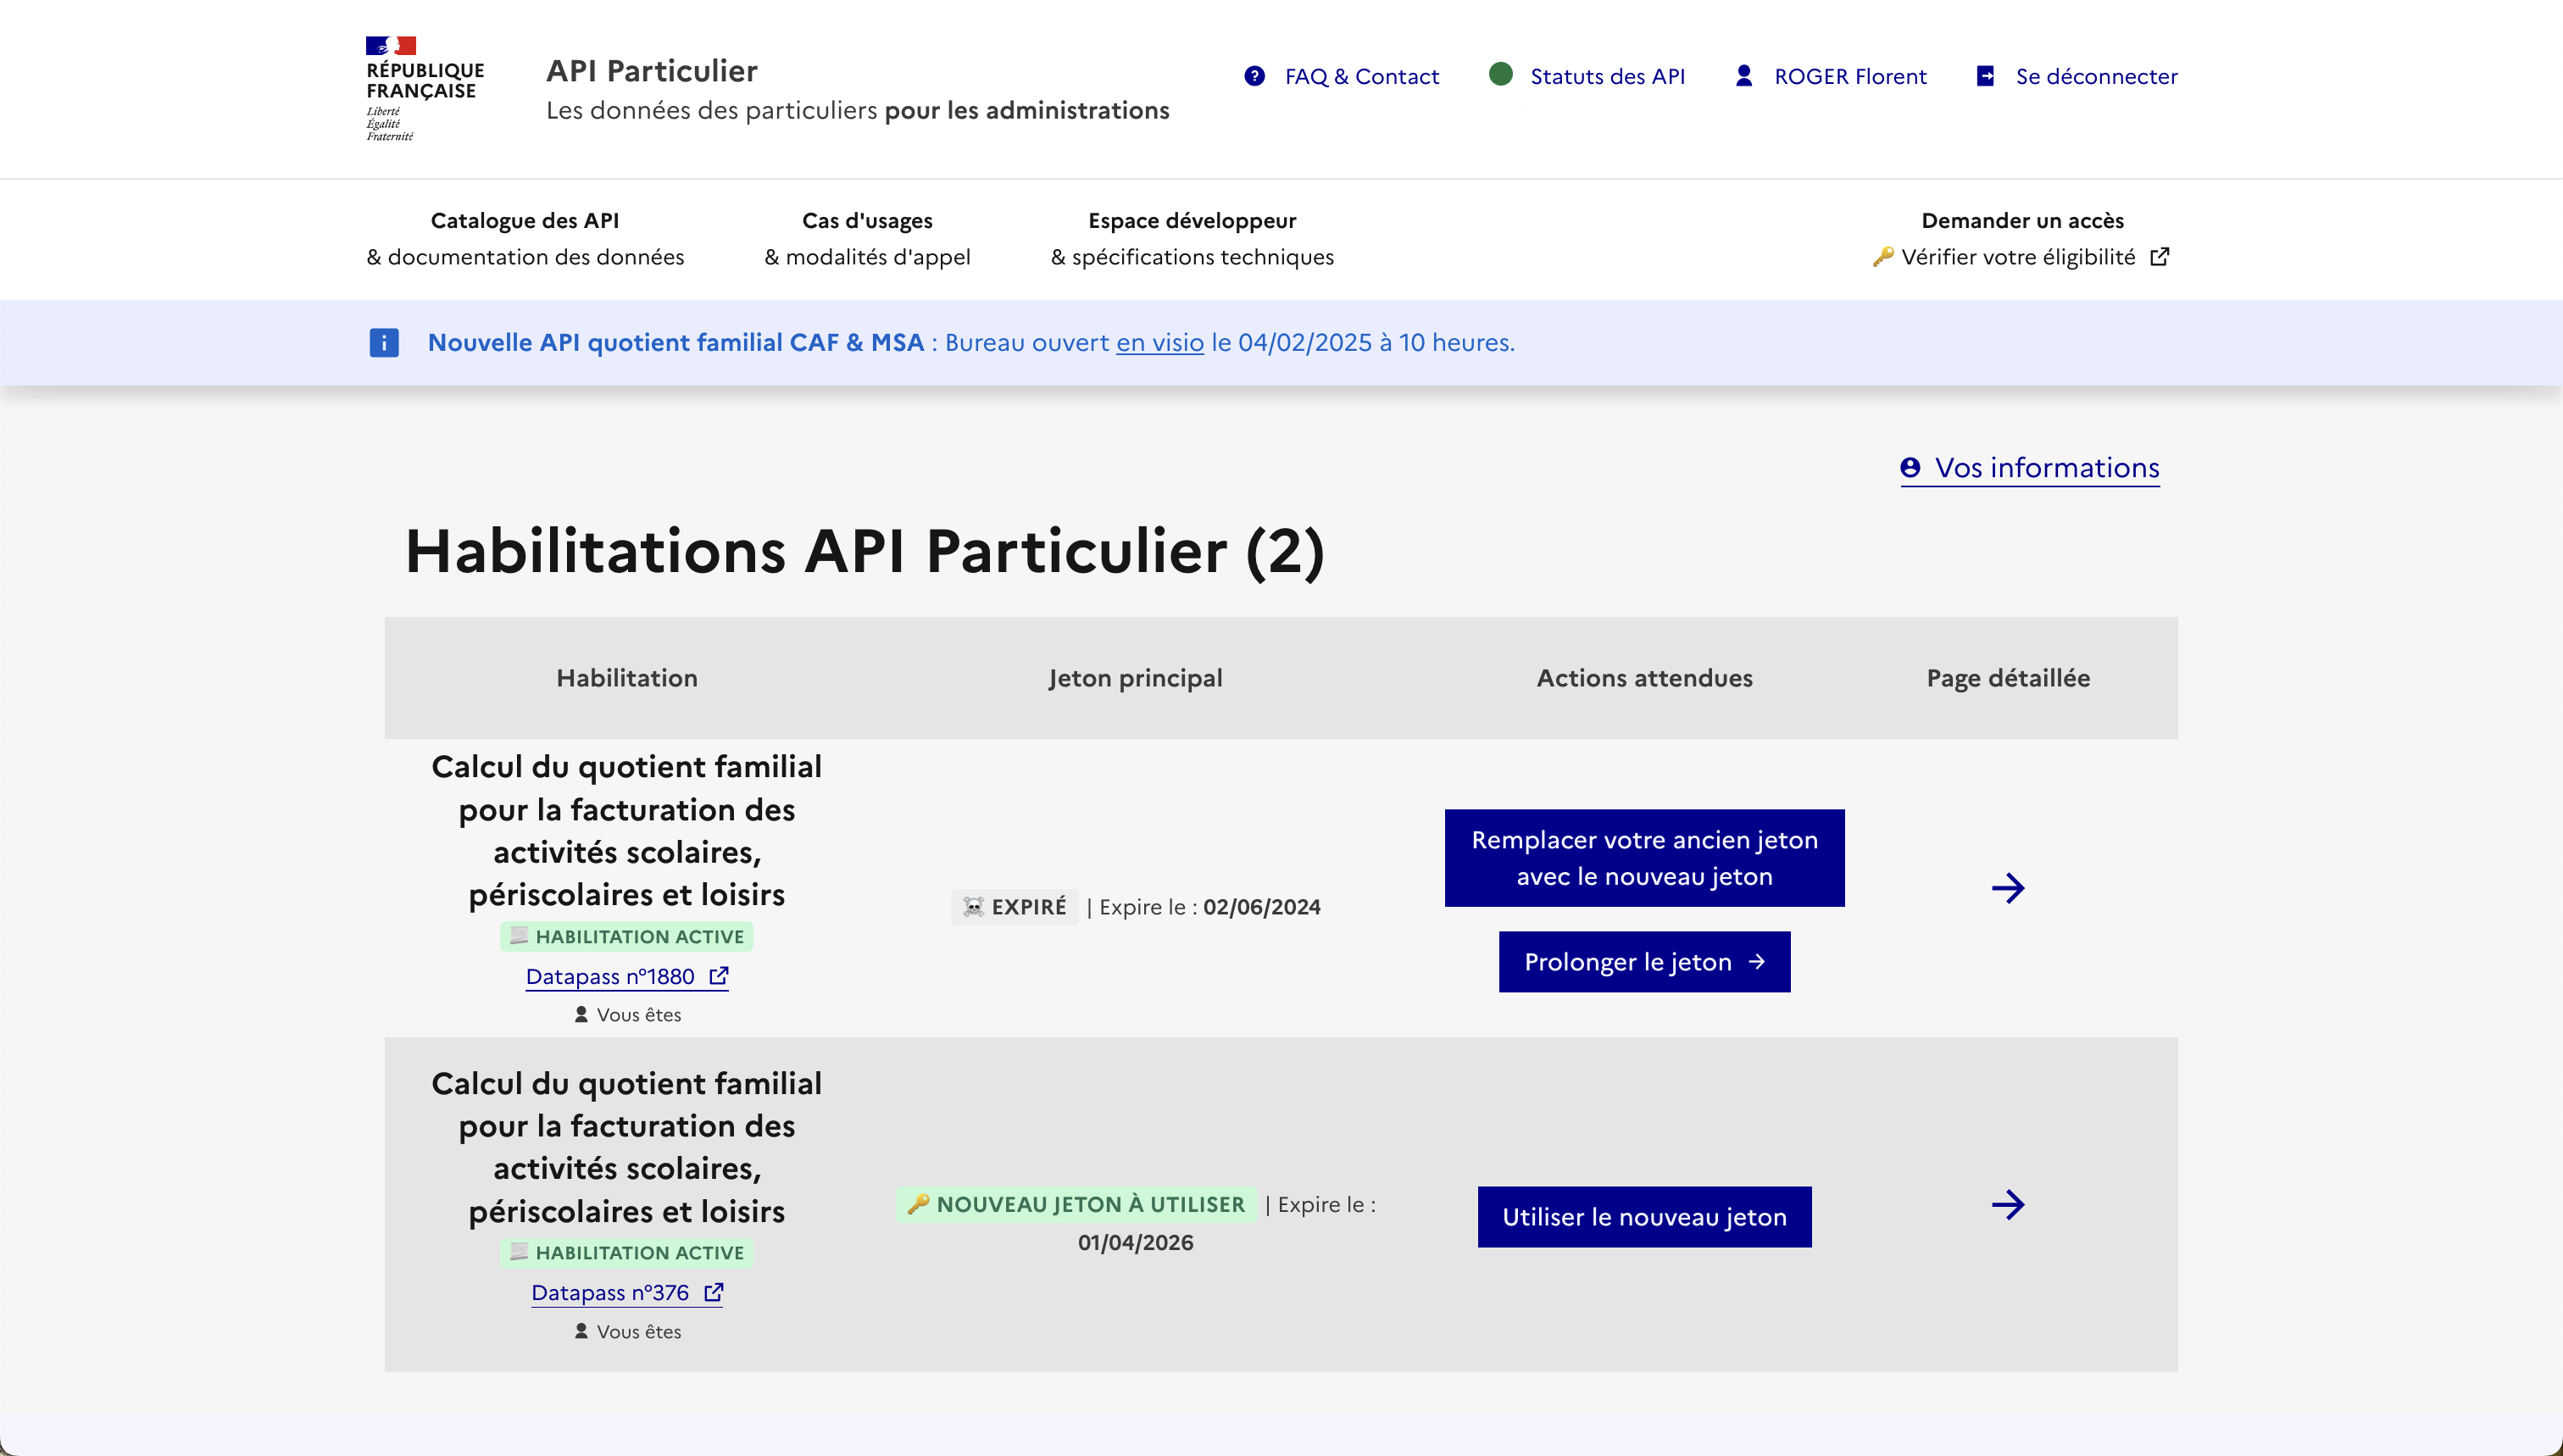 RÉPUBLIQUE
FRANÇAISE
Liberté
Égalité
Fraternité
API Particulier
Les données des particuliers pour les administrations
FAQ & Contact
Statuts des API
ROGER Florent
Se déconnecter
Catalogue des API
& documentation des données
Cas d'usages
& modalités d'appel
Espace développeur
& spécifications techniques
Demander un accès
🔑 Vérifier votre éligibilité
Nouvelle API quotient familial CAF & MSA : Bureau ouvert en visio le 04/02/2025 à 10 heures.
Vos informations
Habilitations API Particulier (2)
Habilitation
Jeton principal
Actions attendues
Page détaillée
Calcul du quotient familial
pour la facturation des
activités scolaires,
périscolaires et loisirs
HABILITATION ACTIVE
Datapass n°1880
Vous êtes
☠️ EXPIRÉ | Expire le : 02/06/2024
Remplacer votre ancien jeton
avec le nouveau jeton
Prolonger le jeton →
Calcul du quotient familial
pour la facturation des
activités scolaires,
périscolaires et loisirs
HABILITATION ACTIVE
Datapass n°376
Vous êtes
🔑 NOUVEAU JETON À UTILISER | Expire le :
01/04/2026
Utiliser le nouveau jeton